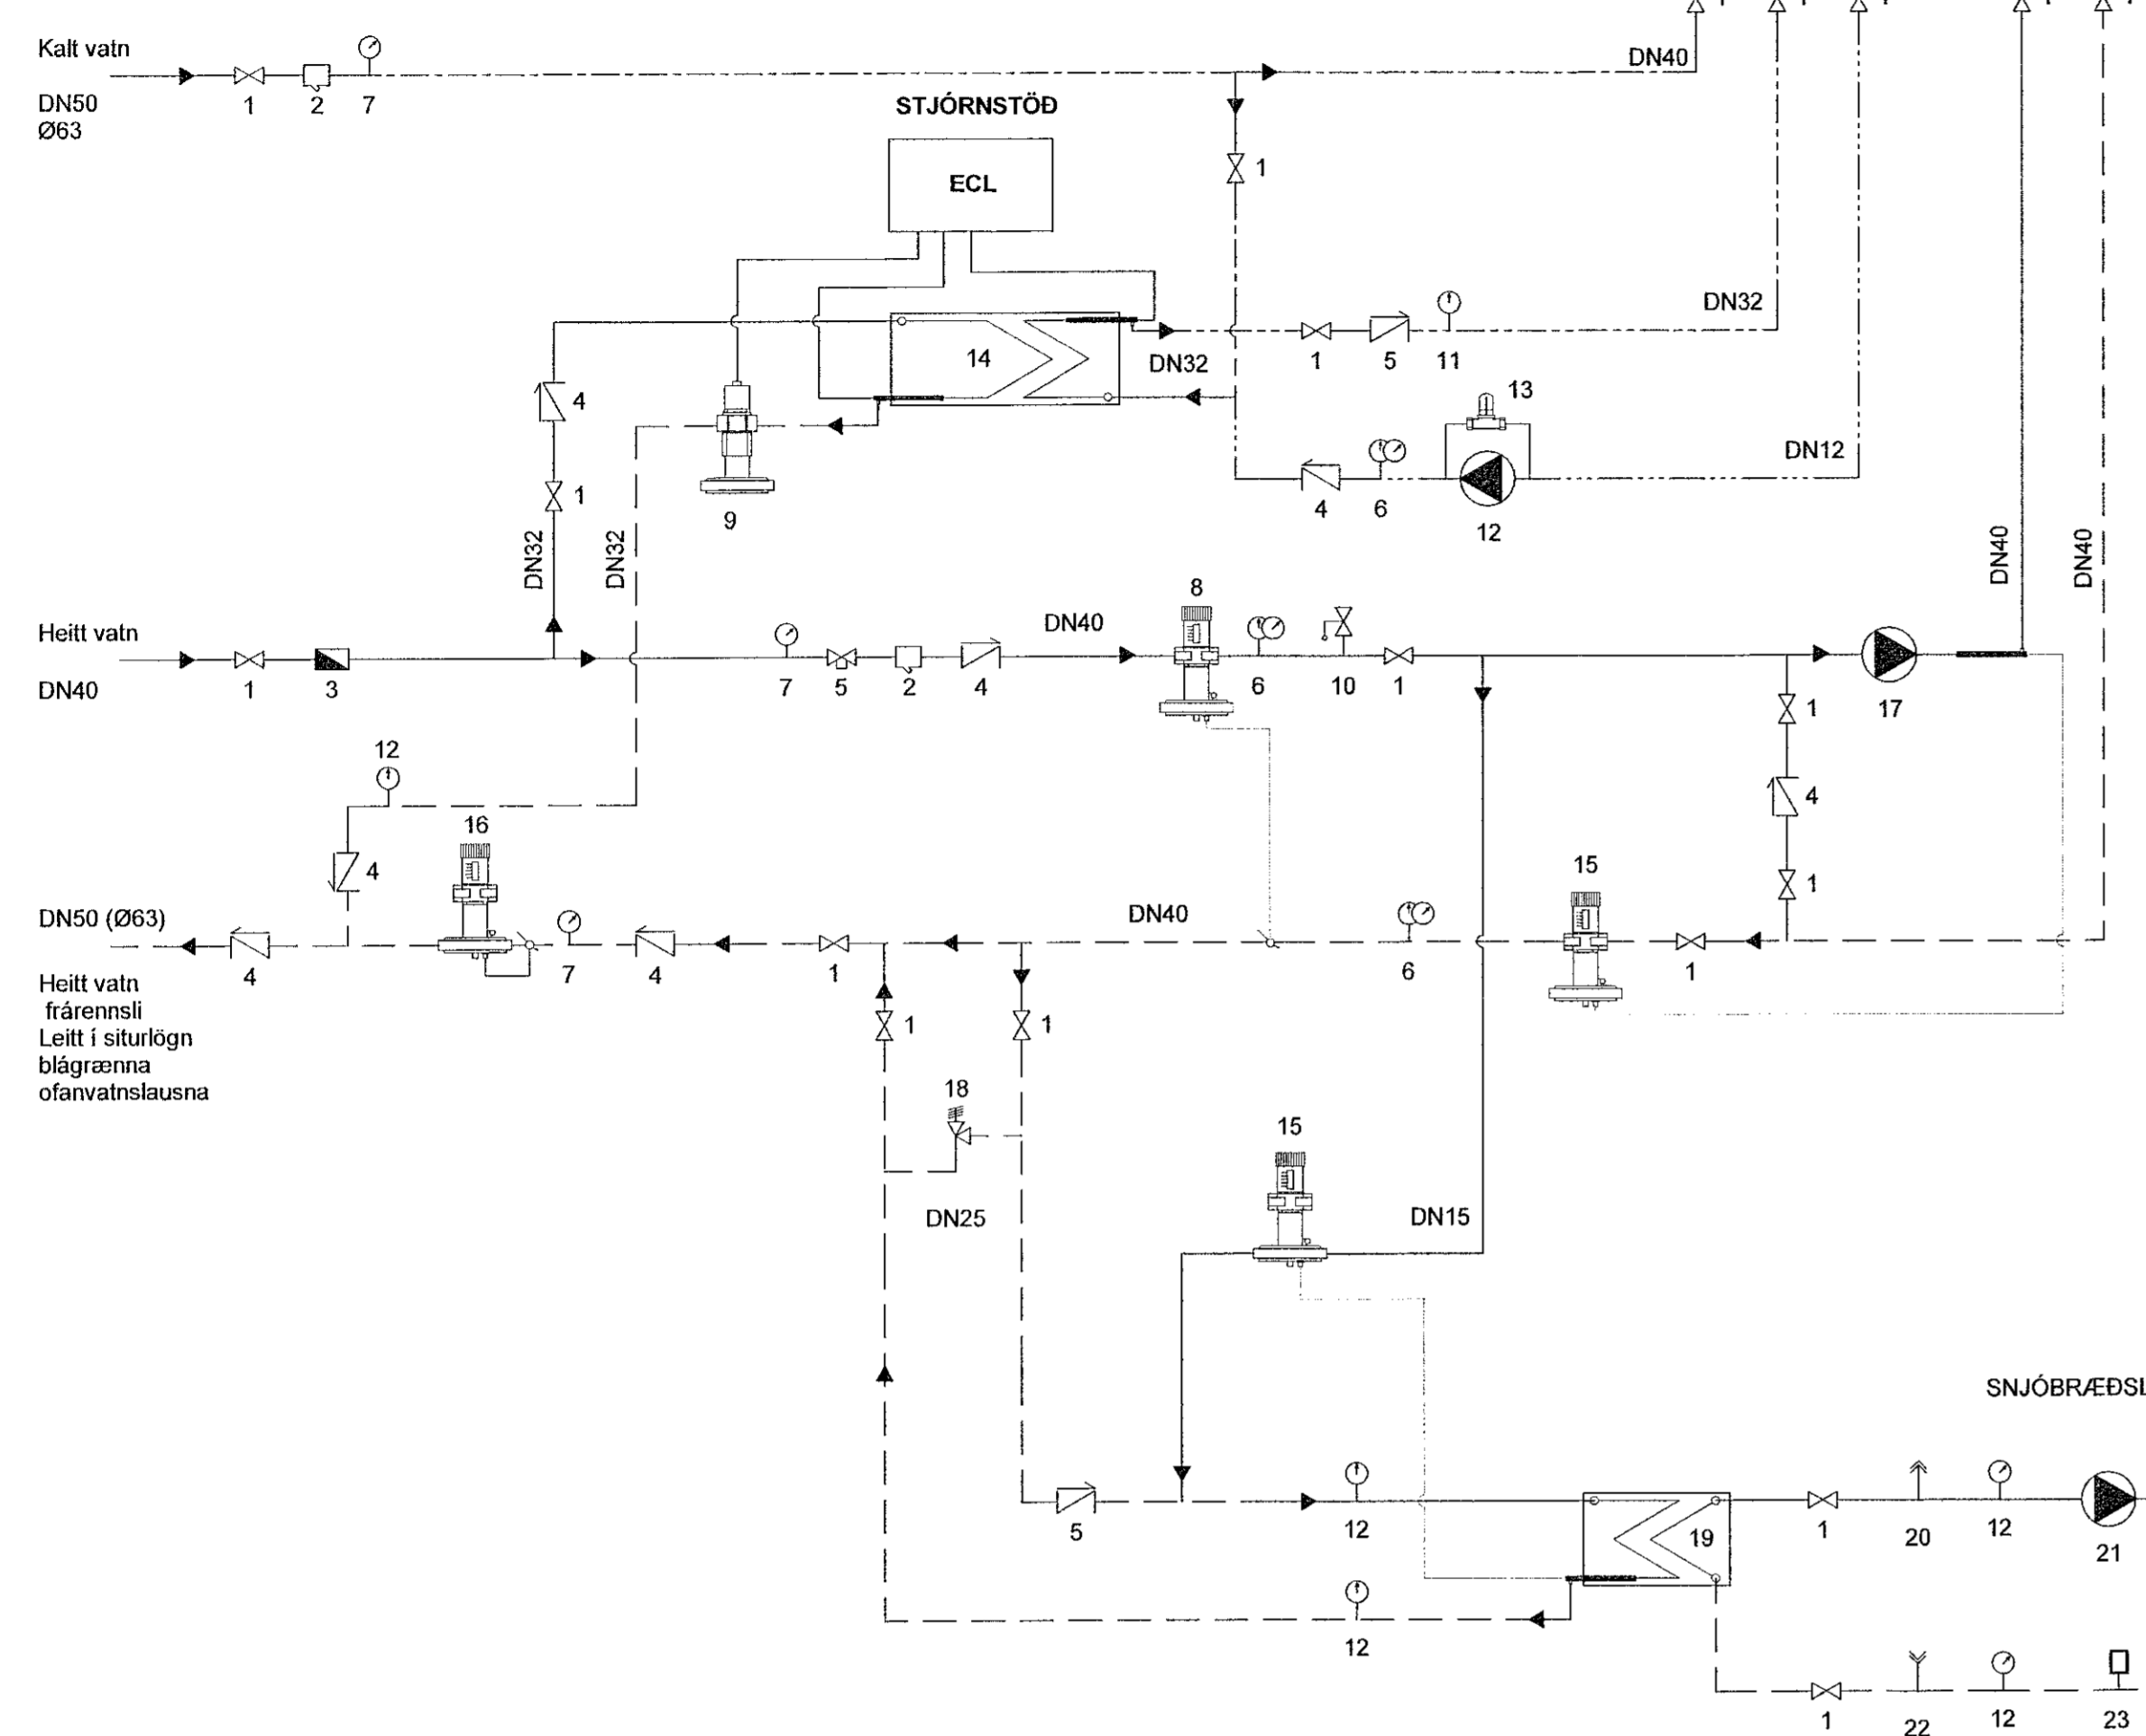 Kalt vatn
DN50
Ø63
1
2
7
DN40
STJÓRNSTÖÐ
ECL
1
14
DN32
1
5
11
DN32
13
4
1
9
4
6
12
DN12
DN32
DN32
DN40
DN40
Heitt vatn
DN40
1
3
7
5
2
4
DN40
8
6
10
1
17
1
4
1
12
4
16
DN50 (Ø63)
4
7
4
1
DN40
6
15
1
Heitt vatn
frárennsli
Leitt í siturlögn
blágrænna
ofanvatnslausna
1
1
18
DN25
15
DN15
SNJÓBRÆÐSL
5
12
19
1
20
12
21
12
1
22
12
23